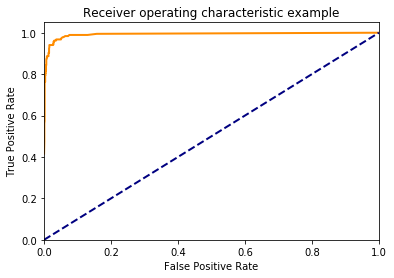 Receiver operating characteristic example
True Positive Rate
1.0
0.8
0.6
0.4
0.2
0.0
0.0 0.2 0.4 0.6 0.8 1.0
False Positive Rate